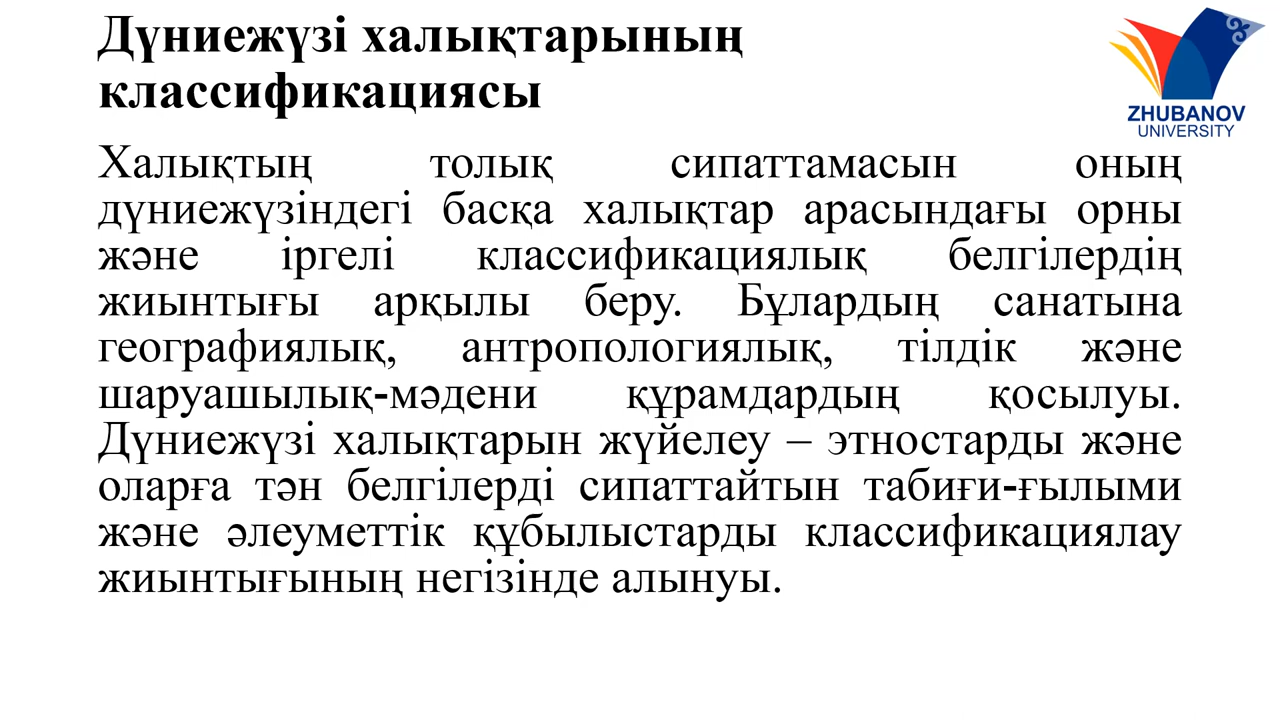 Дүниежүзі халықтарының
классификациясы
ZHUBANOV
UNIVERSITY
Халықтың толық сипаттамасын оның
дүниежүзіндегі басқа халықтар арасындағы орны
және іргелі классификациялық белгілердің
жиынтығы арқылы беру. Бұлардың санатына
географиялық, антропологиялық, тілдік және
шаруашылық-мәдени құрамдардың қосылуы.
Дүниежүзі халықтарын жүйелеу – этностарды және
оларға тән белгілерді сипаттайтын табиғи-ғылыми
және әлеуметтік құбылыстарды классификациялау
жиынтығының негізінде алынуы.